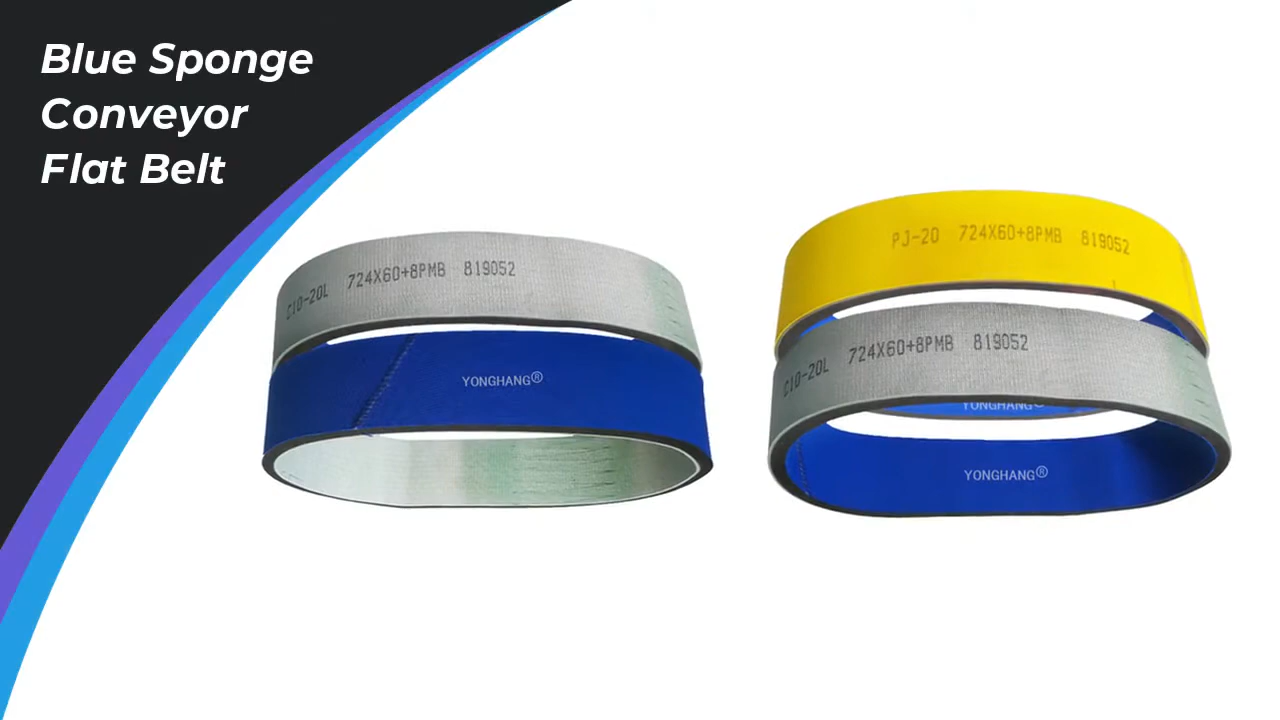 Blue Sponge
Conveyor
Flat Belt
C10-20L 724X60+8PMB 819052
YONGHANG®
PJ-20 724X60+8PMB 819052
C10-20L 724X60+8PMB 819052
YONGHANG®
YONGHANG®